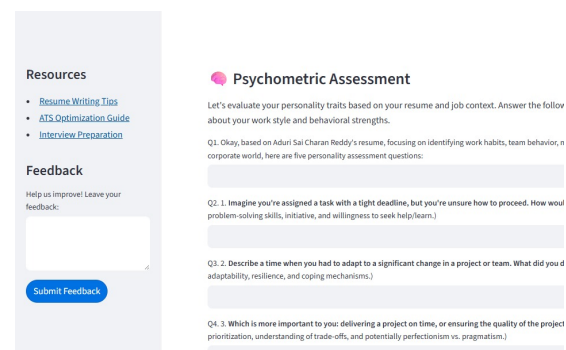 Resources
Resume Writing Tips
ATS Optimization Guide
Interview Preparation
Feedback
Help us improve! Leave your
feedback:
Submit Feedback
Psychometric Assessment
Let's evaluate your personality traits based on your resume and job context. Answer the follow
about your work style and behavioral strengths.
Q1. Okay, based on Aduri Sai Charan Reddy's resume, focusing on identifying work habits, team behavior,
corporate world, here are five personality assessment questions:
Q2. 1. Imagine you're assigned a task with a tight deadline, but you're unsure how to proceed. How woul
problem-solving skills, initiative, and willingness to seek help/learn.)
Q3. 2. Describe a time when you had to adapt to a significant change in a project or team. What did you d
adaptability, resilience, and coping mechanisms.)
Q4. 3. Which is more important to you: delivering a project on time, or ensuring the quality of the project
prioritization, understanding of trade-offs, and potentially perfectionism vs. pragmatism.)